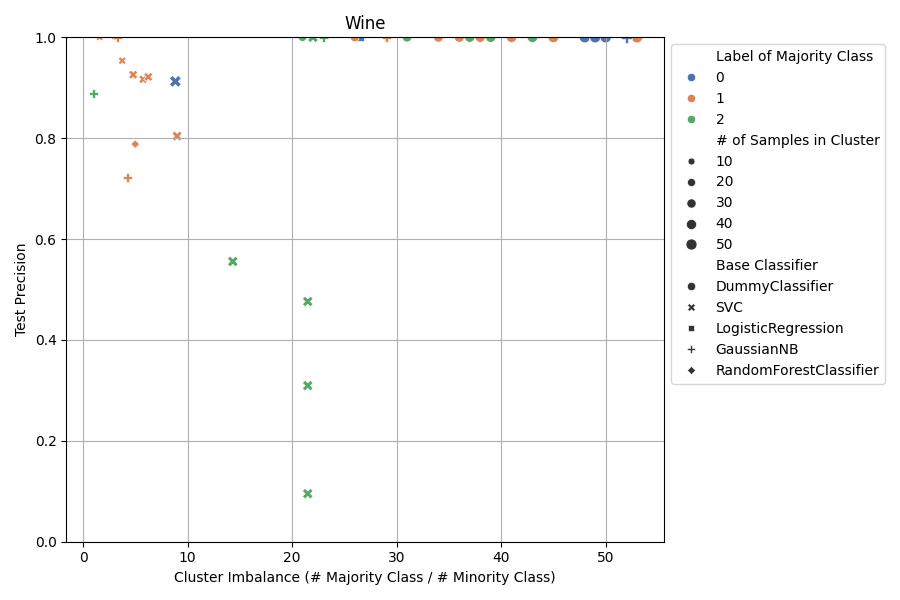 Wine
1.0
0.8
0.6
0.4
0.2
0.0
Test Precision
0
10
20
30
40
50
Cluster Imbalance (# Majority Class / # Minority Class)
Label of Majority Class
0
1
2
# of Samples in Cluster
10
20
30
40
50
Base Classifier
DummyClassifier
SVC
LogisticRegression
GaussianNB
RandomForestClassifier